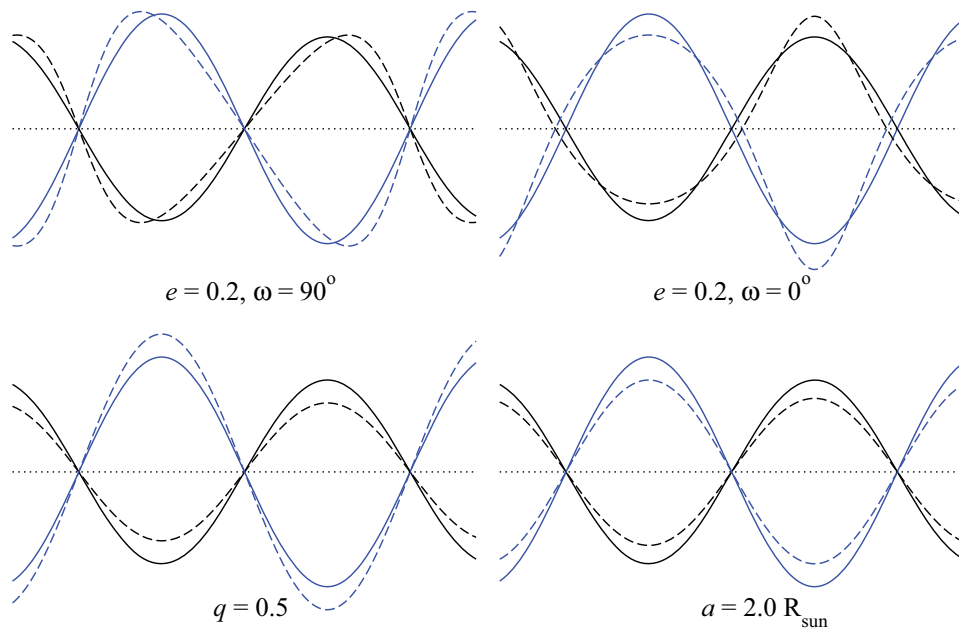 e = 0.2, ω = 90°
e = 0.2, ω = 0°
q = 0.5
a = 2.0 R_sun